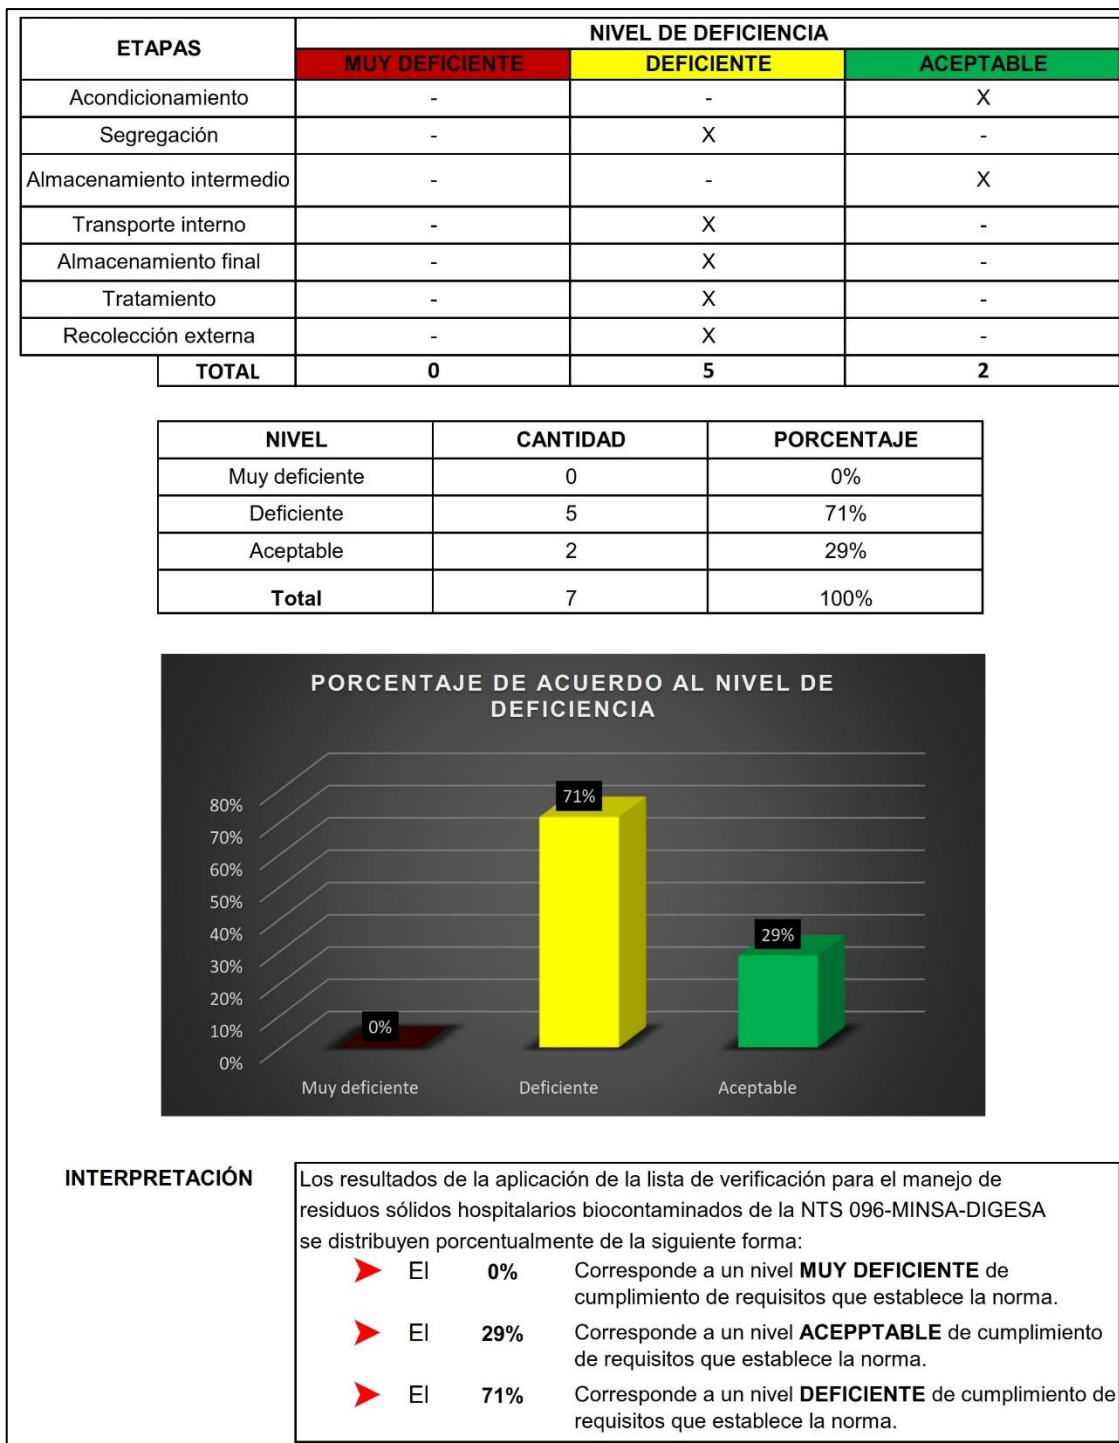 ETAPAS
NIVEL DE DEFICIENCIA
MUY DEFICIENTE DEFICIENTE ACEPTABLE
Acondicionamiento - - X
Segregación - X -
Almacenamiento intermedio - - X
Transporte interno - X -
Almacenamiento final - X -
Tratamiento - X -
Recolección externa - X -
TOTAL 0 5 2
NIVEL CANTIDAD PORCENTAJE
Muy deficiente 0 0%
Deficiente 5 71%
Aceptable 2 29%
Total 7 100%
PORCENTAJE DE ACUERDO AL NIVEL DE
DEFICIENCIA
80%
70%
60%
50%
40%
30%
20%
10%
0%
0%
71%
29%
Muy deficiente Deficiente Aceptable
INTERPRETACIÓN
Los resultados de la aplicación de la lista de verificación para el manejo de
residuos sólidos hospitalarios biocontaminados de la NTS 096-MINSA-DIGESA
se distribuyen porcentualmente de la siguiente forma:
El 0% Corresponde a un nivel MUY DEFICIENTE de
cumplimiento de requisitos que establece la norma.
El 29% Corresponde a un nivel ACEPPTABLE de cumplimiento
de requisitos que establece la norma.
El 71% Corresponde a un nivel DEFICIENTE de cumplimiento de
requisitos que establece la norma.